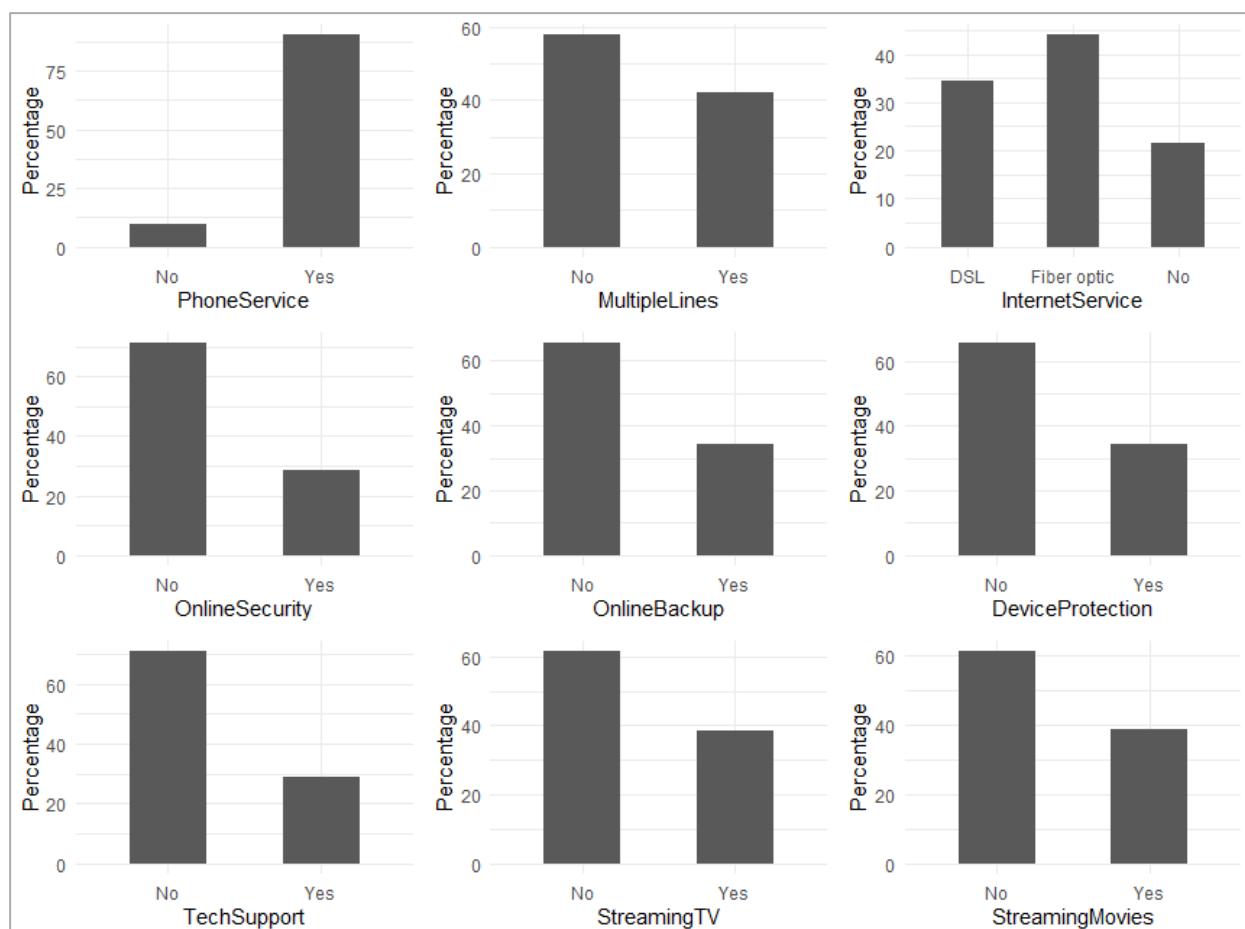 Percentage
75
50
25
0
No Yes
PhoneService
Percentage
60
40
20
0
No Yes
MultipleLines
Percentage
40
30
20
10
0
DSL Fiber optic No
InternetService
Percentage
60
40
20
0
No Yes
OnlineSecurity
Percentage
60
40
20
0
No Yes
OnlineBackup
Percentage
60
40
20
0
No Yes
DeviceProtection
Percentage
60
40
20
0
No Yes
TechSupport
Percentage
60
40
20
0
No Yes
StreamingTV
Percentage
60
40
20
0
No Yes
StreamingMovies